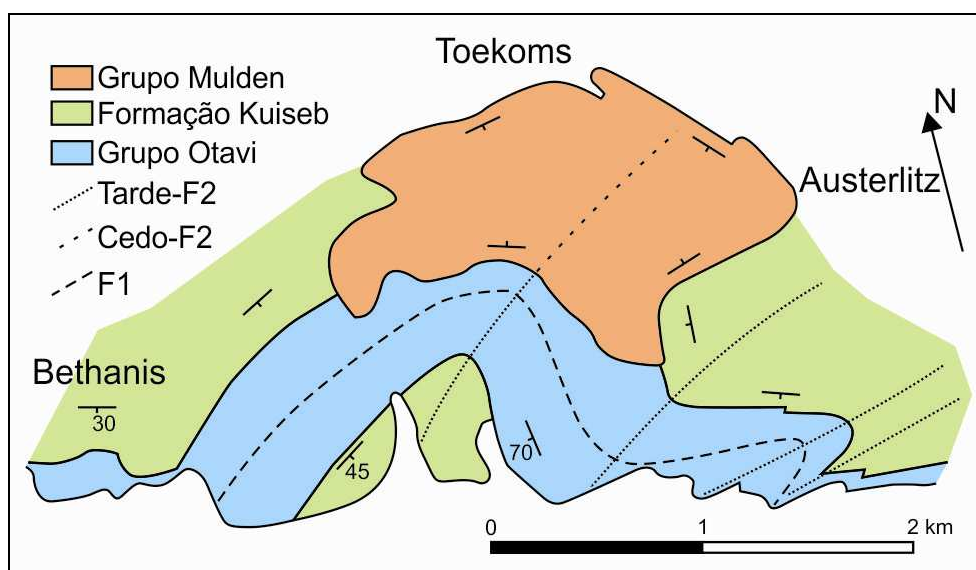 Toekoms
Grupo Mulden
Formação Kuiseb
Grupo Otavi
Tarde-F2
Cedo-F2
F1
N
Austerlitz
Bethanis
30
45
70
0 1 2 km